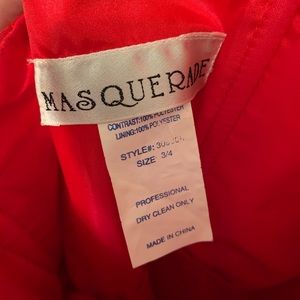 MASQUERADE
CONTRAST:100% POLYESTER
LINING:100% POLYESTER
STYLE#:
SIZE 3/4
PROFESSIONAL
DRY CLEAN ONLY
MADE IN CHINA